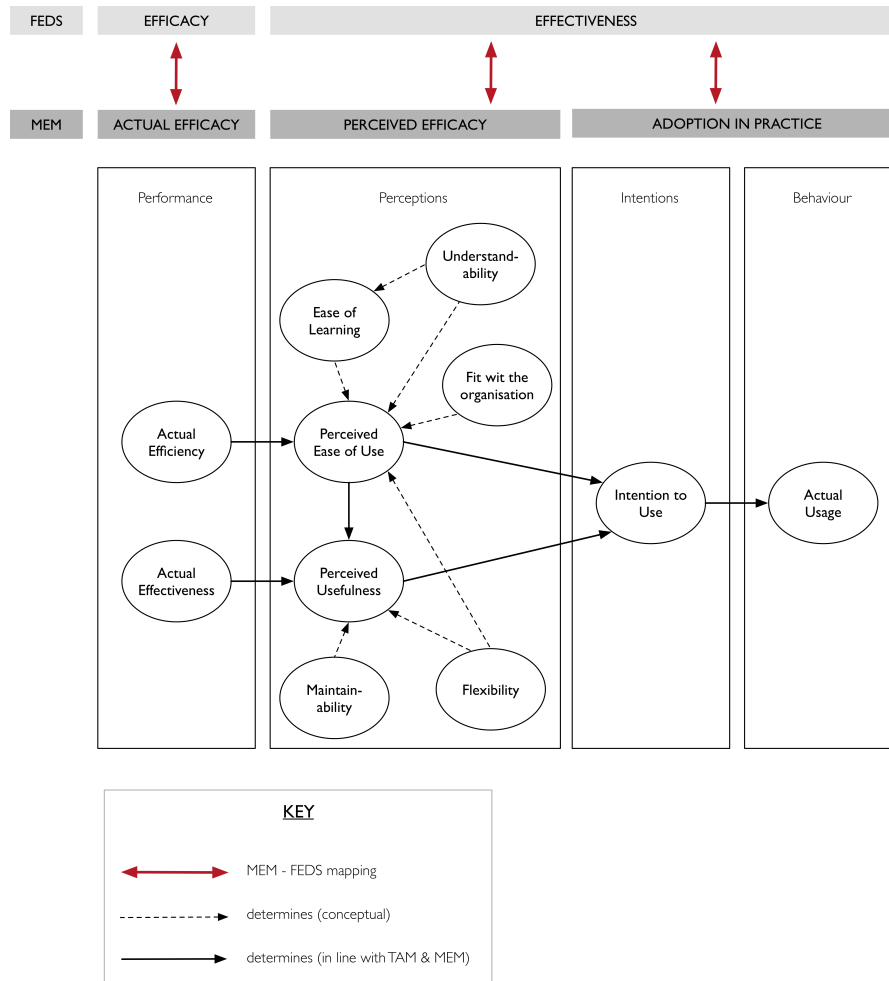 FEDS
EFFICACY
EFFECTIVENESS
MEM
ACTUAL EFFICACY
PERCEIVED EFFICACY
ADOPTION IN PRACTICE
Performance
Perceptions
Intentions
Behaviour
Understand-
ability
Ease of
Learning
Fit wit the
organisation
Actual
Efficiency
Perceived
Ease of Use
Intention to
Use
Actual
Usage
Actual
Effectiveness
Perceived
Usefulness
Maintain-
ability
Flexibility
KEY
MEM - FEDS mapping
determines (conceptual)
determines (in line with TAM & MEM)